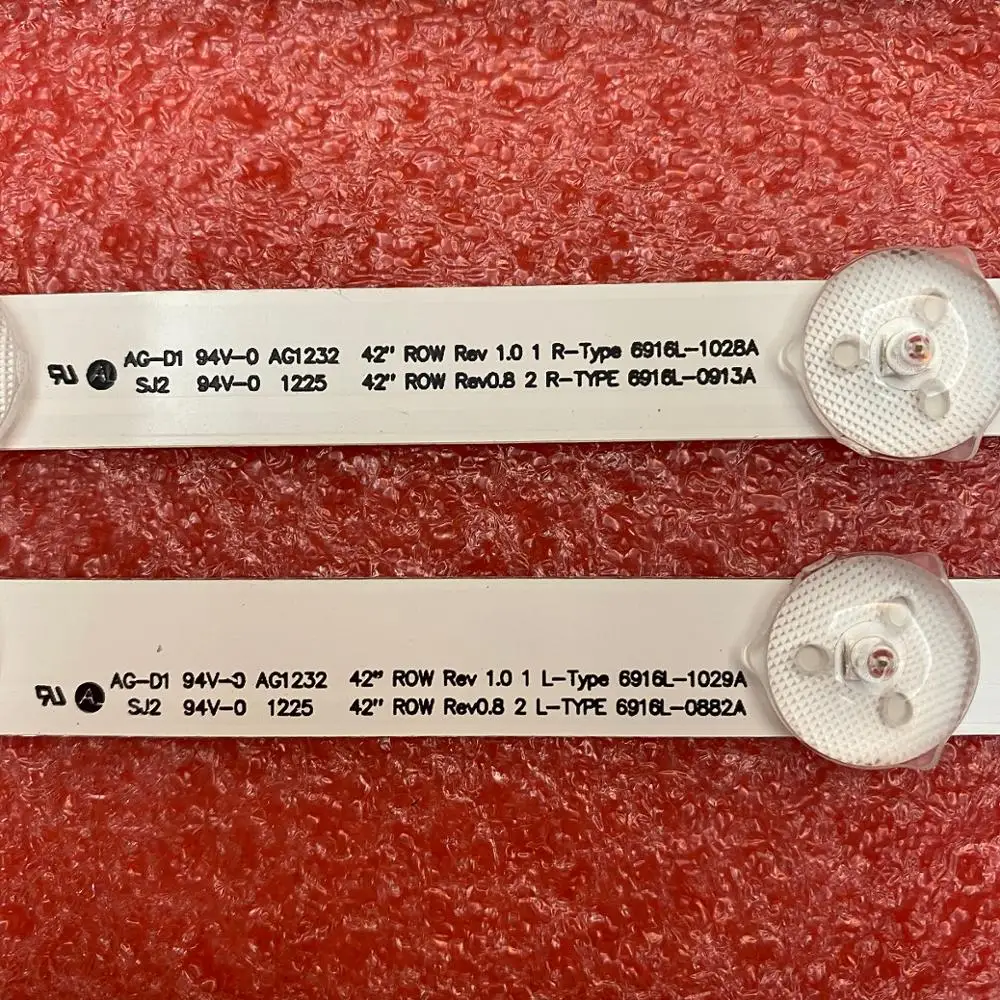 AG-D1 94V-0 AG1232 42" ROW Rev 1.0 1 R-Type 6916L-1028A
SJ2 94V-0 1225 42" ROW Rev0.8 2 R-TYPE 6916L-0913A
AG-D1 94V-0 AG1232 42" ROW Rev 1.0 1 L-Type 6916L-1029A
SJ2 94V-0 1225 42" ROW Rev0.8 2 L-TYPE 6916L-0882A